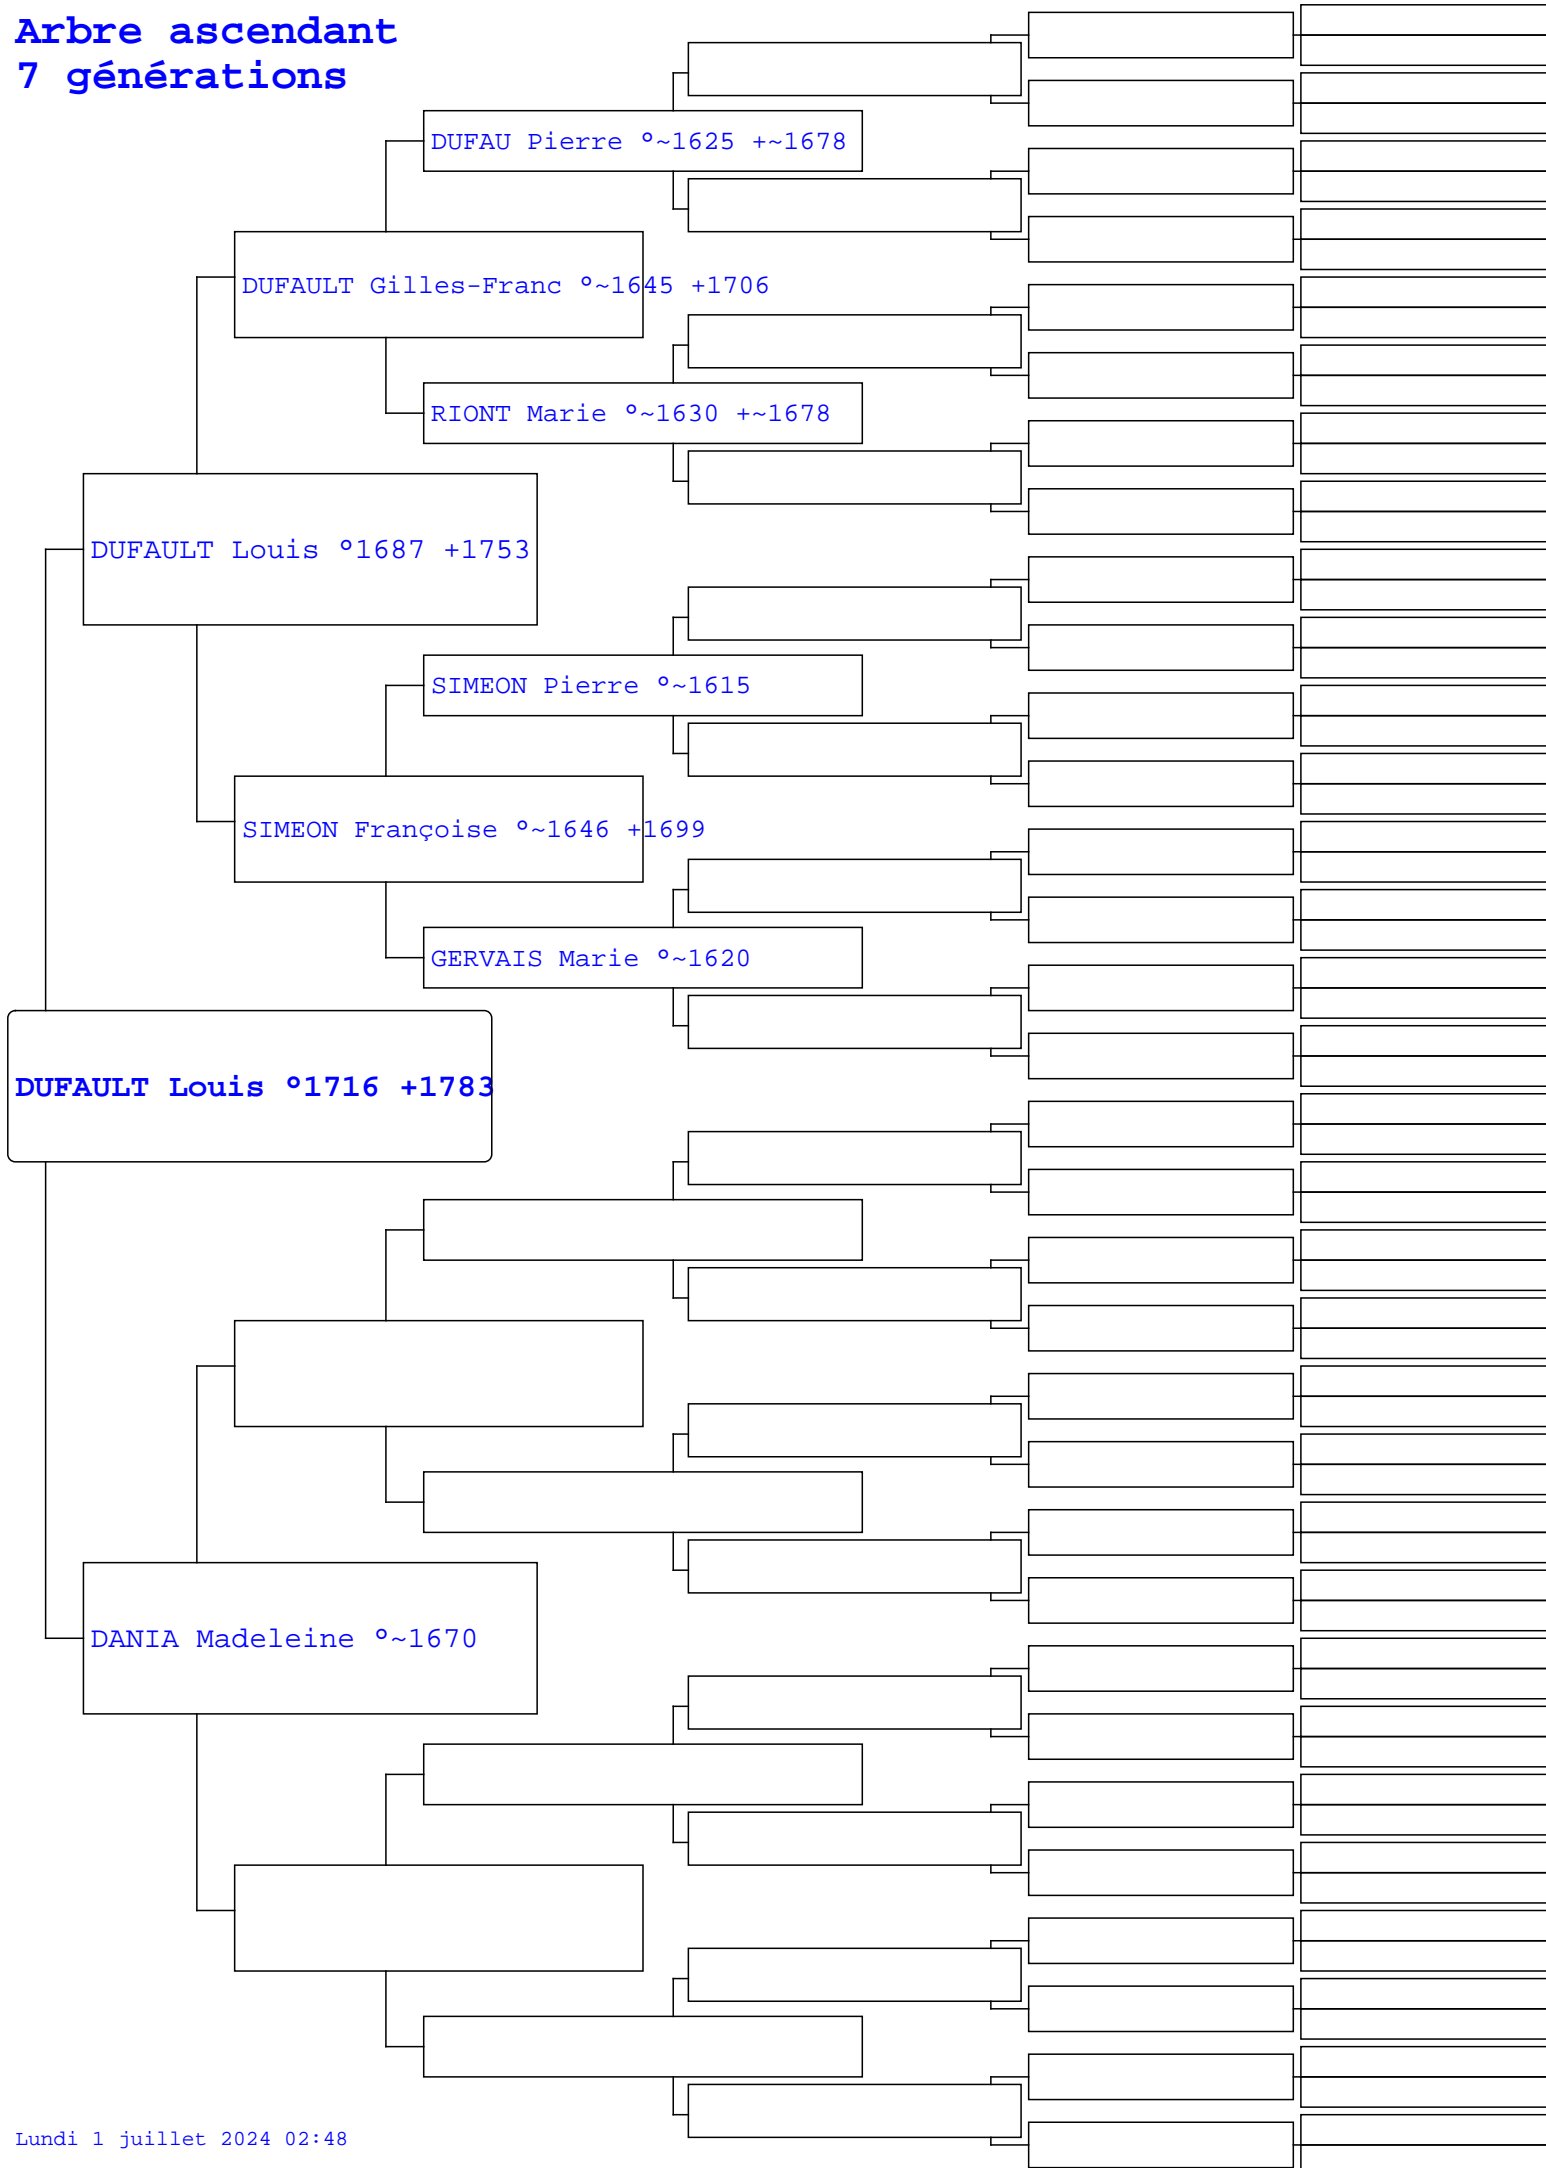 Arbre ascendant
7 générations
DUFAU Pierre °~1625 +~1678
DUFAULT Gilles-Franc °~1645 +1706
RIONT Marie °~1630 +~1678
DUFAULT Louis °1687 +1753
SIMEON Pierre °~1615
SIMEON Françoise °~1646 +1699
GERVAIS Marie °~1620
DUFAULT Louis °1716 +1783
DANIA Madeleine °~1670
Lundi 1 juillet 2024 02:48